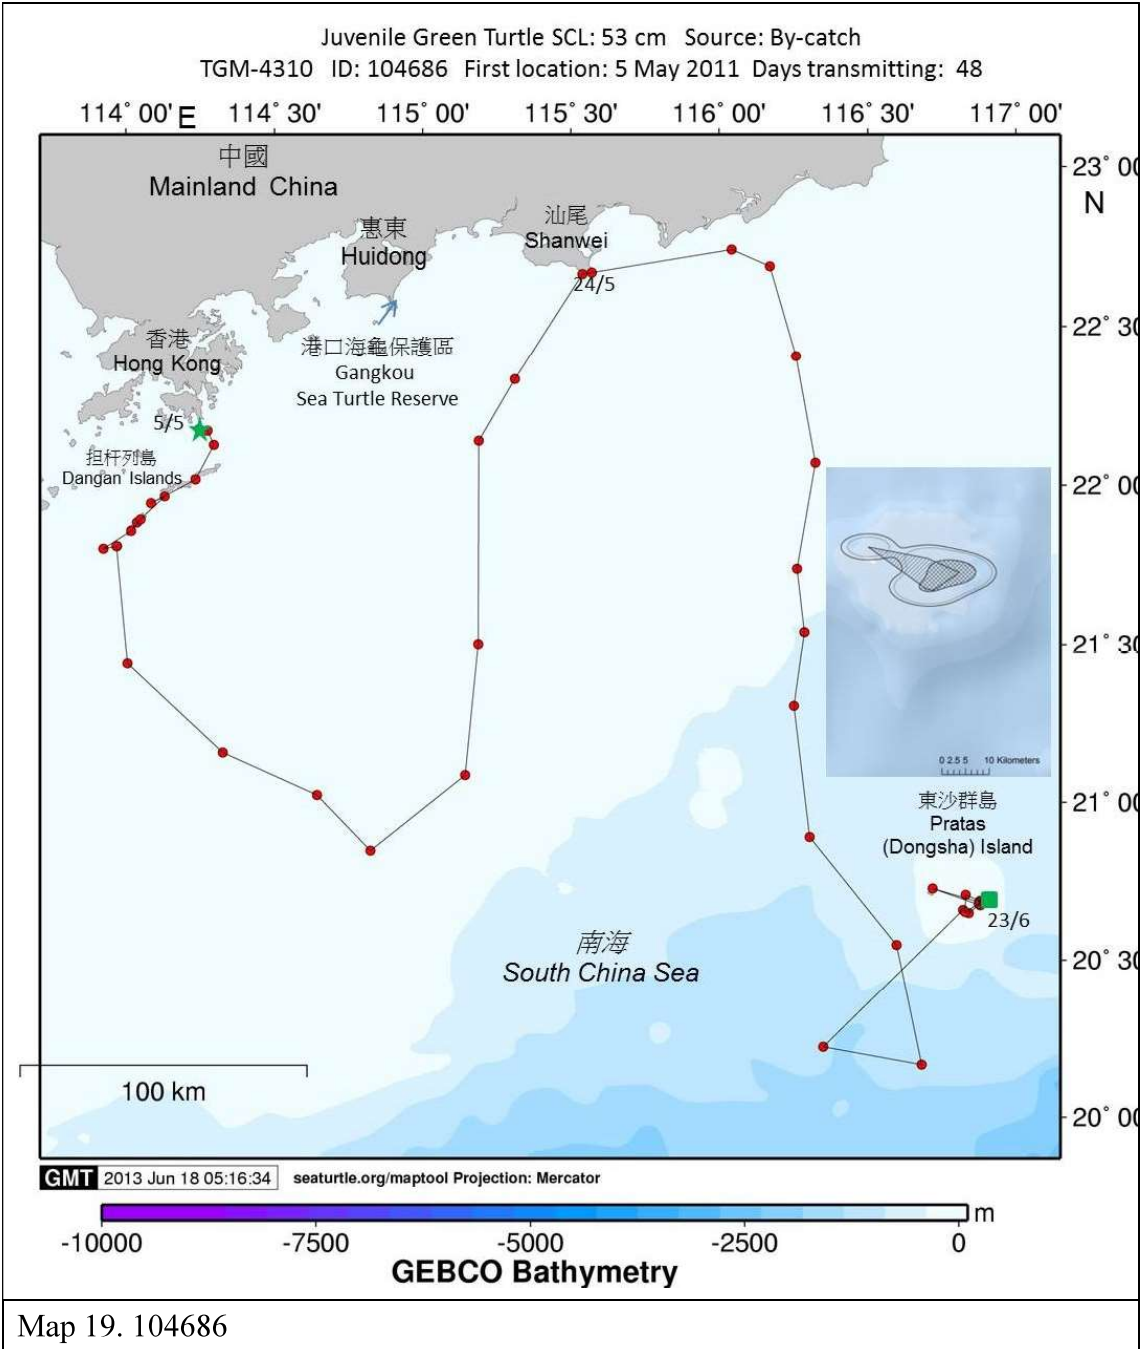 Juvenile Green Turtle SCL: 53 cm   Source: By-catch
TGM-4310   ID: 104686   First location: 5 May 2011  Days transmitting:  48
114° 00' E 114° 30' 115° 00' 115° 30' 116° 00' 116° 30' 117° 00'
中國
Mainland China
23° 00
N
汕尾
Shanwei
惠東
Huidong
24/5
22° 30
香港
Hong Kong
港口海龜保護區
Gangkou
Sea Turtle Reserve
5/5
担杆列島
Dangan Islands
22° 00
21° 30
0 2.5 5 10 Kilometers
東沙群島
Pratas
(Dongsha) Island
21° 00
23/6
南海
South China Sea
20° 30
100 km
20° 00
GMT 2013 Jun 18 05:16:34 seaturtle.org/maptool Projection: Mercator
m
-10000 -7500 -5000 -2500 0
GEBCO Bathymetry
Map 19. 104686